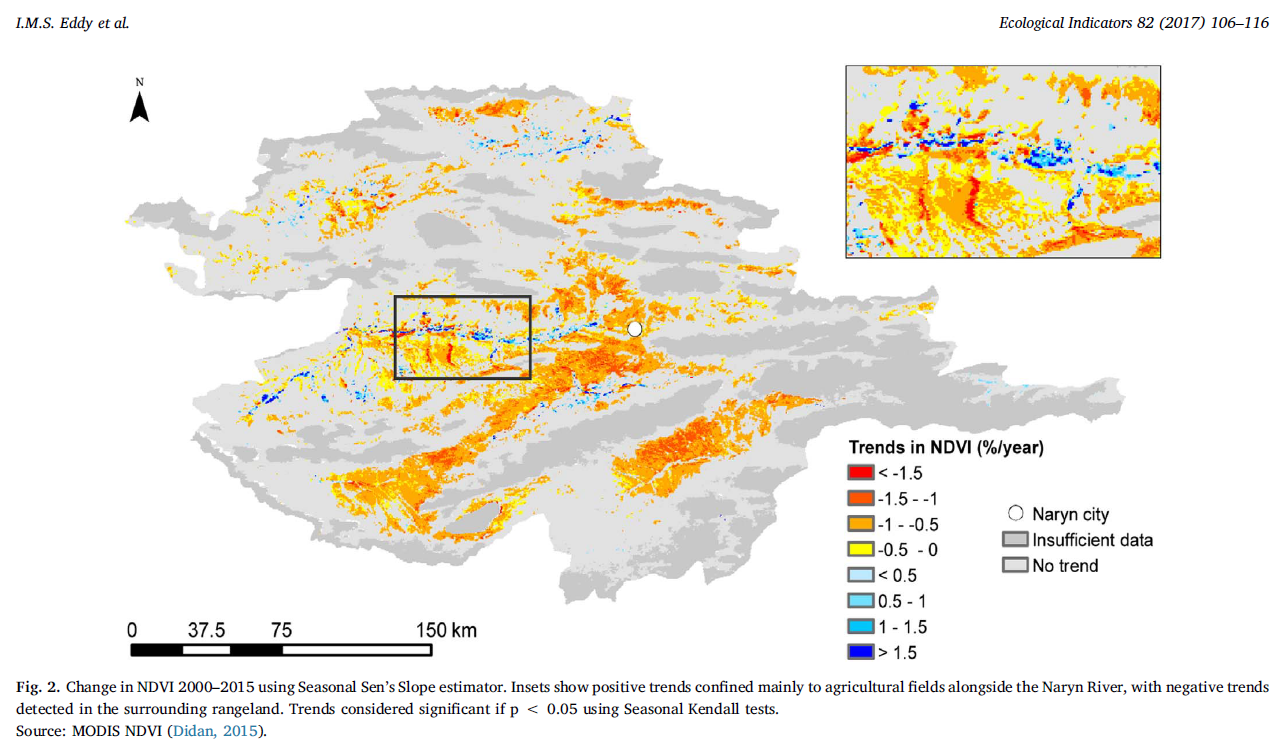 I.M.S. Eddy et al.
Ecological Indicators 82 (2017) 106–116
N
Trends in NDVI (%/year)
< -1.5
-1.5 - -1
-1 - -0.5
-0.5 - 0
< 0.5
0.5 - 1
1 - 1.5
> 1.5
Naryn city
Insufficient data
No trend
0 37.5 75 150 km
Fig. 2. Change in NDVI 2000–2015 using Seasonal Sen's Slope estimator. Insets show positive trends confined mainly to agricultural fields alongside the Naryn River, with negative trends
detected in the surrounding rangeland. Trends considered significant if p < 0.05 using Seasonal Kendall tests.
Source: MODIS NDVI (Didan, 2015).